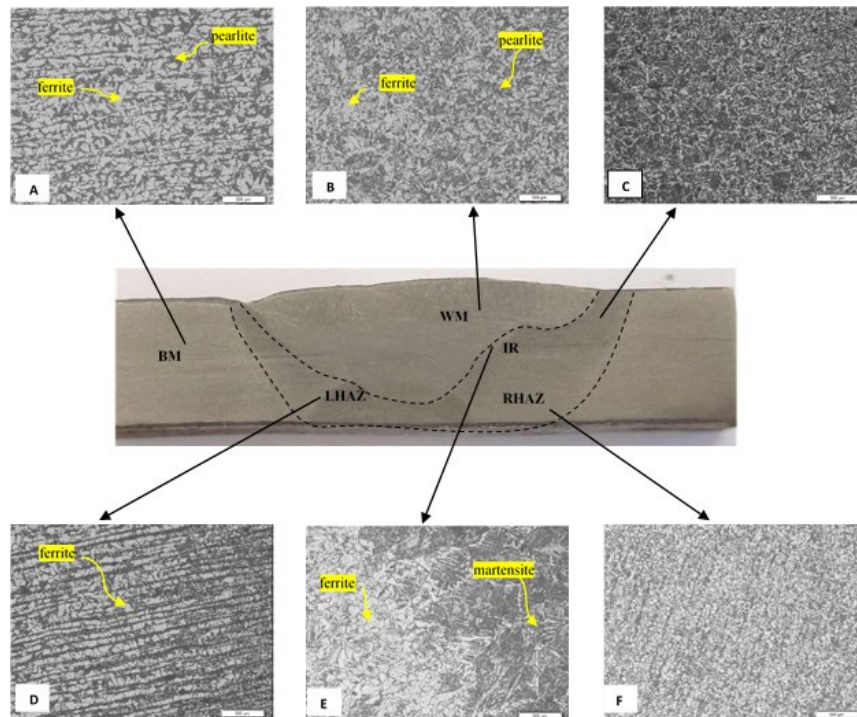 pearlite
ferrite
A
pearlite
ferrite
B
C
WM
BM
IR
LHAZ
RHAZ
ferrite
D
ferrite
martensite
E
F